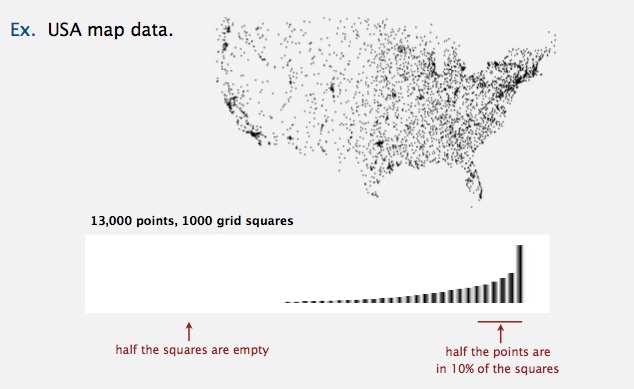 Ex. USA map data.
13,000 points, 1000 grid squares
half the squares are empty
half the points are
in 10% of the squares